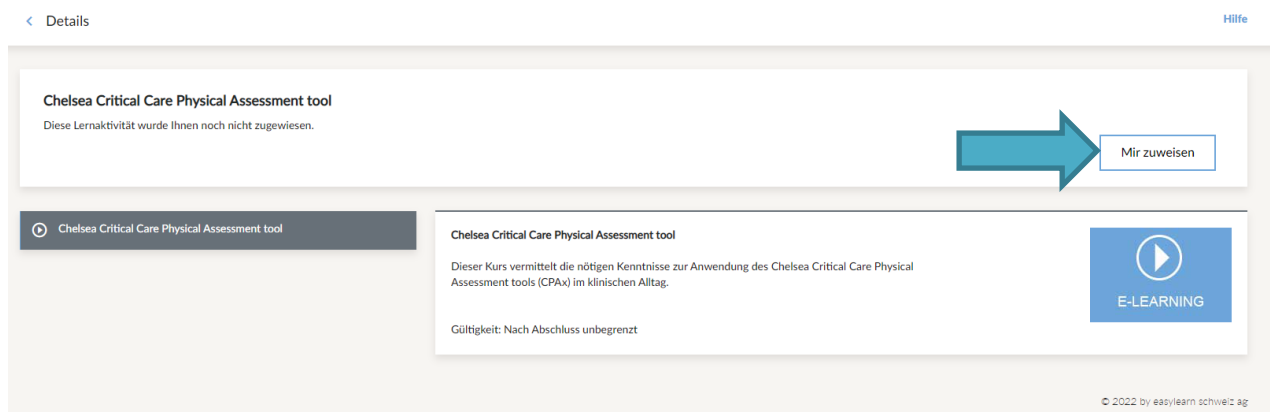 Details
Hilfe
Chelsea Critical Care Physical Assessment tool
Diese Lernaktivität wurde Ihnen noch nicht zugewiesen.
Mir zuweisen
Chelsea Critical Care Physical Assessment tool
Chelsea Critical Care Physical Assessment tool
Dieser Kurs vermittelt die nötigen Kenntnisse zur Anwendung des Chelsea Critical Care Physical
Assessment tools (CPAx) im klinischen Alltag.
E-LEARNING
Gültigkeit: Nach Abschluss unbegrenzt
© 2022 by easylearn schweiz ag